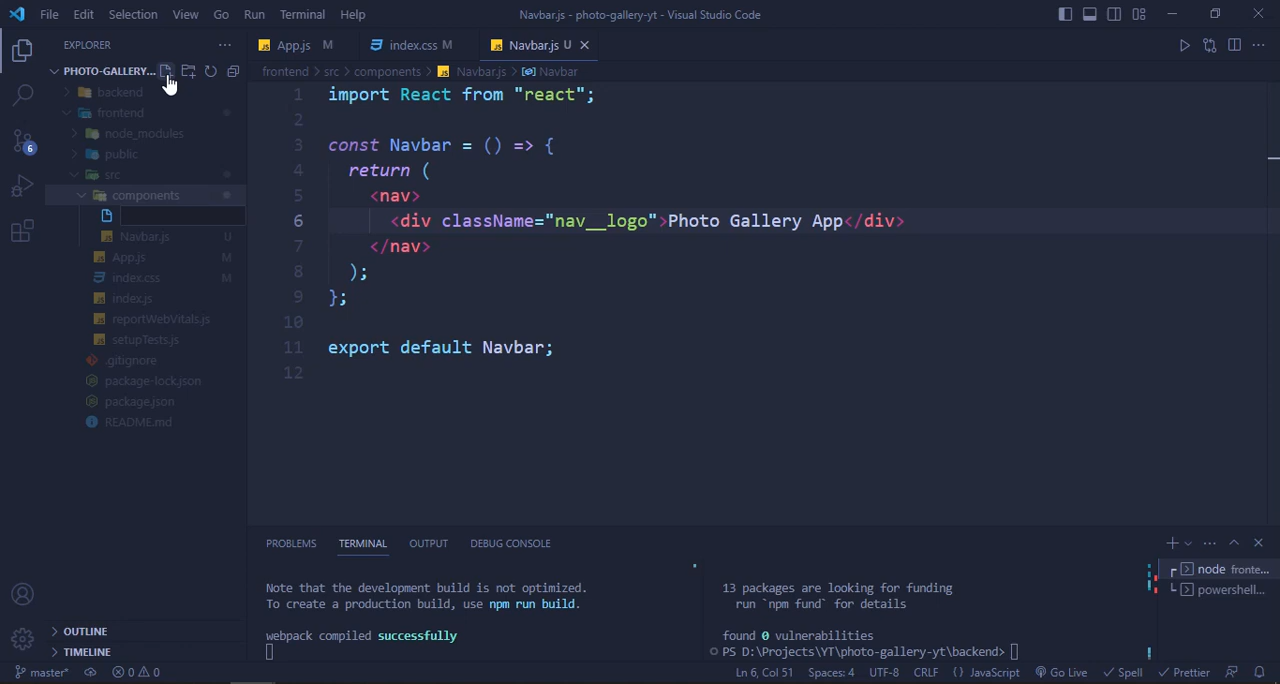 File Edit Selection View Go Run Terminal Help
Navbar.js - photo-gallery-yt - Visual Studio Code
EXPLORER
PHOTO-GALLERY...
backend
frontend
node_modules
public
src
components
Navbar.js U
App.js M
index.css M
index.js
reportWebVitals.js
setupTests.js
.gitignore
package-lock.json
package.json
README.md
OUTLINE
TIMELINE
6
App.js M
index.css M
Navbar.js U
frontend > src > components > Navbar.js > Navbar
1 import React from "react";
2
3 const Navbar = () => {
4 return (
5 <nav>
6 <div className="nav__logo">Photo Gallery App</div>
7 </nav>
8 );
9 };
10
11 export default Navbar;
12
PROBLEMS TERMINAL OUTPUT DEBUG CONSOLE
Note that the development build is not optimized.
To create a production build, use npm run build.
webpack compiled successfully
13 packages are looking for funding
run `npm fund` for details
found 0 vulnerabilities
PS D:\Projects\YT\photo-gallery-yt\backend>
node fronte...
powershell...
master* 0 0
Ln 6, Col 51 Spaces: 4 UTF-8 CRLF {} JavaScript Go Live Spell Prettier